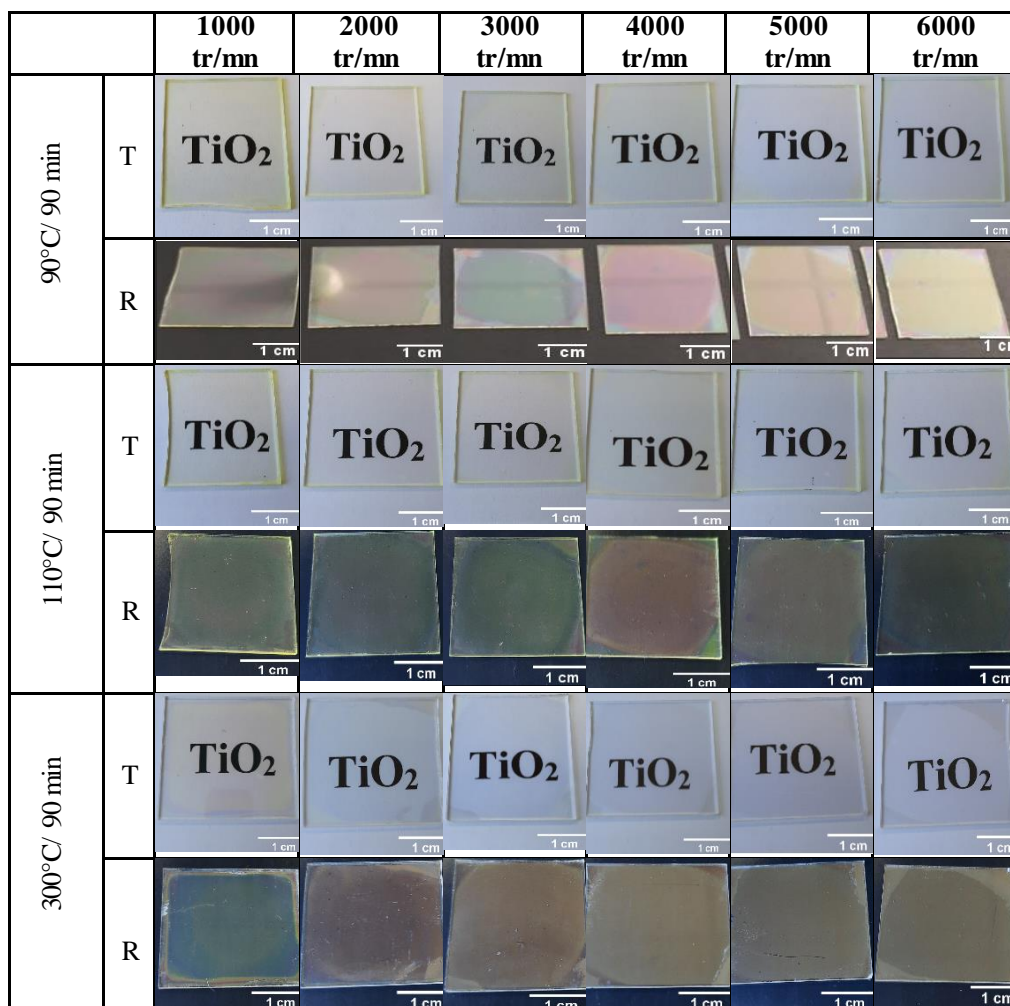 1000 tr/mn
2000 tr/mn
3000 tr/mn
4000 tr/mn
5000 tr/mn
6000 tr/mn
90°C/ 90 min
T
TiO₂
TiO₂
TiO₂
TiO₂
TiO₂
TiO₂
1 cm
1 cm
1 cm
1 cm
1 cm
1 cm
R
1 cm
1 cm
1 cm
1 cm
1 cm
1 cm
110°C/ 90 min
T
TiO₂
TiO₂
TiO₂
TiO₂
TiO₂
TiO₂
1 cm
1 cm
1 cm
1 cm
1 cm
1 cm
R
1 cm
1 cm
1 cm
1 cm
1 cm
1 cm
300°C/ 90 min
T
TiO₂
TiO₂
TiO₂
TiO₂
TiO₂
TiO₂
1 cm
1 cm
1 cm
1 cm
1 cm
1 cm
R
1 cm
1 cm
1 cm
1 cm
1 cm
1 cm